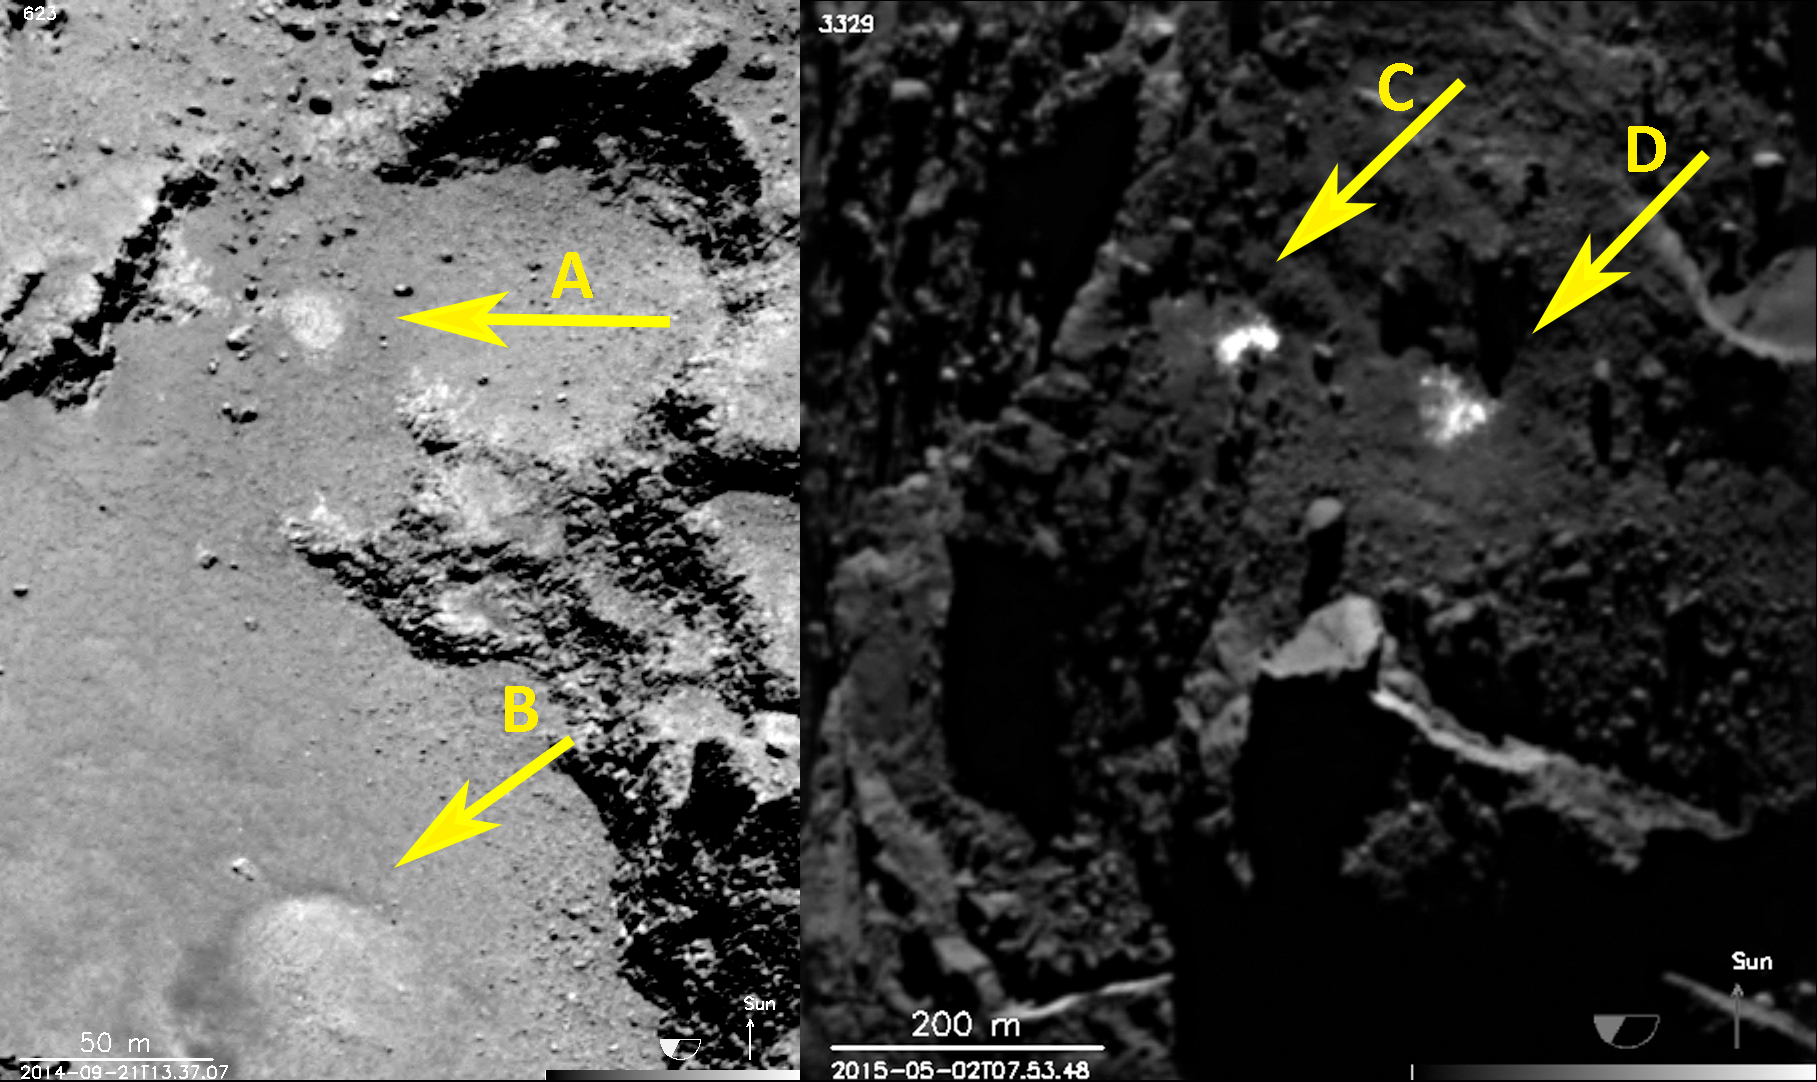 623
A
B
50 m
2014-09-21T13.37.07
Sun
3329
C
D
200 m
2015-05-02T07.53.48
Sun